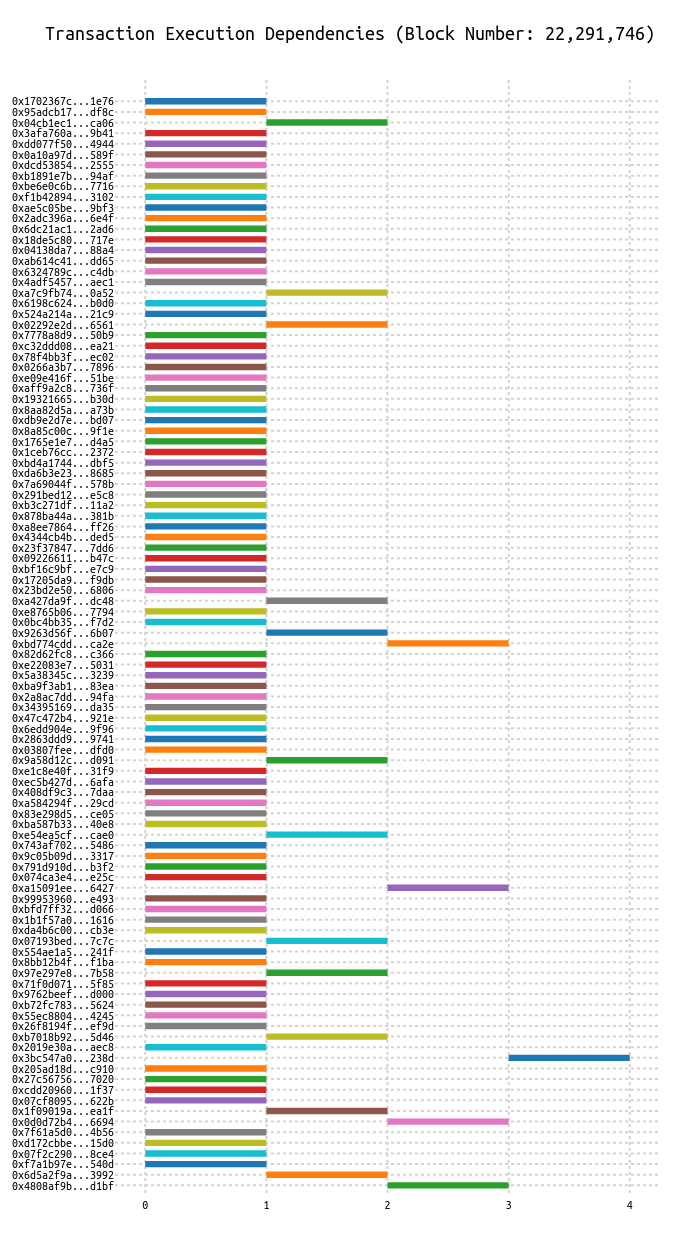 Transaction Execution Dependencies (Block Number: 22,291,746)
0x1702367c...1e76
0x95adcb17...df8c
0x04cb1ec1...ca06
0x3afa760a...9b41
0xdd077f50...4944
0x0a10a97d...589f
0xdcd53854...2555
0xb1891e7b...94af
0xbe6e0c6b...7716
0xf1b42894...3102
0xae5c05be...9bf3
0x2adc396a...6e4f
0x6dc21ac1...2ad6
0x18de5c80...717e
0x04138da7...88a4
0xab614c41...dd65
0x6324789c...c4db
0x4adf5457...aec1
0xa7c9fb74...0a52
0x6198c624...b0d0
0x524a214a...21c9
0x02292e2d...6561
0x7778a8d9...50b9
0xc32ddd08...ea21
0x78f4bb3f...ec02
0x0266a3b7...7896
0xe09e416f...51be
0xaff9a2c8...736f
0x19321665...b30d
0x8aa82d5a...a73b
0xdb9e2d7e...bd07
0x8a85c00c...9f1e
0x1765e1e7...d4a5
0x1ceb76cc...2372
0xbd4a1744...dbf5
0xda6b3e23...8685
0x7a69044f...578b
0x291bed12...e5c8
0xb3c271df...11a2
0x878ba44a...381b
0xa8ee7864...ff26
0x4344cb4b...ded5
0x23f37847...7dd6
0x09226611...b47c
0xbf16c9bf...e7c9
0x17205da9...f9db
0x23bd2e50...6806
0xa427da9f...dc48
0xe8765b06...7794
0x0bc4bb35...f7d2
0x9263d56f...6b07
0xbd774cdd...ca2e
0x82d62fc8...c366
0xe22083e7...5031
0x5a38345c...3239
0xba9f3ab1...83ea
0x2a8ac7dd...94fa
0x34395169...da35
0x47c472b4...921e
0x6edd904e...9f96
0x2863ddd9...9741
0x03807fee...dfd0
0x9a58d12c...d091
0xe1c8e40f...31f9
0xec5b427d...6afa
0x408df9c3...7daa
0xa584294f...29cd
0x83e298d5...ce05
0xba587b33...40e8
0xe54ea5cf...cae0
0x743af702...5486
0x9c05b09d...3317
0x791d910d...b3f2
0x074ca3e4...e25c
0xa15091ee...6427
0x99953960...e493
0xbfd7ff32...d066
0x1b1f57a0...1616
0xda4b6c00...cb3e
0x07193bed...7c7c
0x554ae1a5...241f
0x8bb12b4f...f1ba
0x97e297e8...7b58
0x71f0d071...5f85
0x9762beef...d000
0xb72fc783...5624
0x55ec8804...4245
0x26f8194f...ef9d
0xb7018b92...5d46
0x2019e30a...aec8
0x3bc547a0...238d
0x205ad18d...c910
0x27c56756...7020
0xcdd20960...1f37
0x07cf8095...622b
0x1f09019a...ea1f
0x0d0d72b4...6694
0x7f61a5d0...4b56
0xd172cbbe...15d0
0x07f2c290...8ce4
0xf7a1b97e...540d
0x6d5a2f9a...3992
0x4808af9b...d1bf
0 1 2 3 4